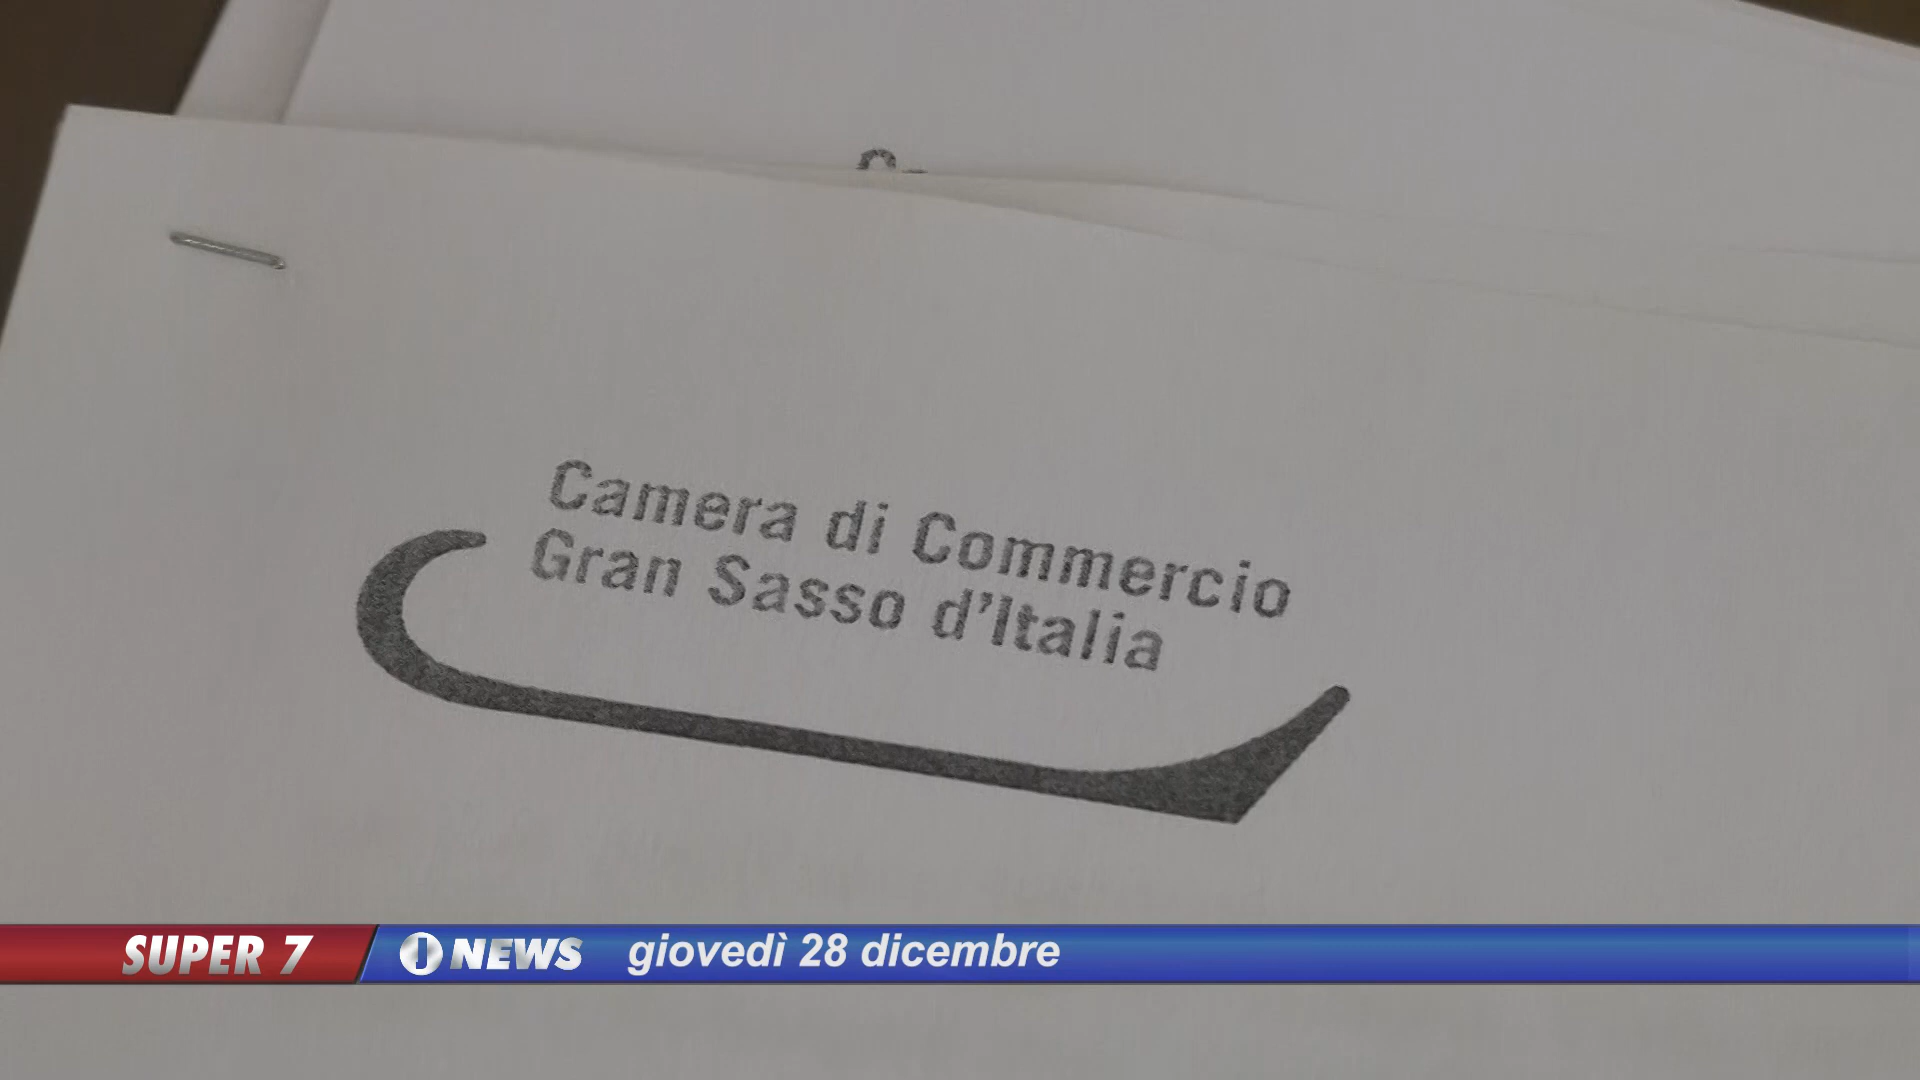 Camera di Commercio
Gran Sasso d'Italia
SUPER 7 NEWS giovedì 28 dicembre